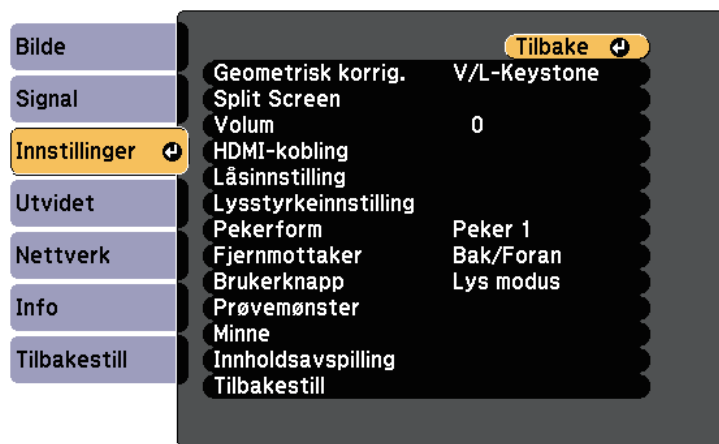 Bilde
Signal
Innstillinger
Utvidet
Nettverk
Info
Tilbakestill
Tilbake
Geometrisk korrig. V/L-Keystone
Split Screen
Volum 0
HDMI-kobling
Låsinnstilling
Lysstyrkeinnstilling
Pekerform Peker 1
Fjernmottaker Bak/Foran
Brukerknapp Lys modus
Prøvemønster
Minne
Innholdsavspilling
Tilbakestill